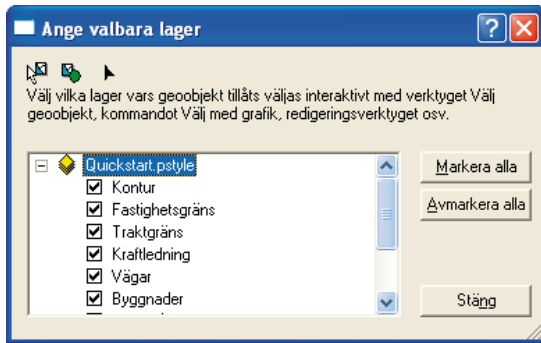 Ange valbara lager
Välj vilka lager vars geoobjekt tillåts väljas interaktivt med verktyget Välj
geoobjekt, kommandot Välj med grafik, redigeringsverktyget osv.
Quickstart.pstyle
Markera alla
Kontur
Fastighetsgräns
Avmarkera alla
Traktgräns
Kraftledning
Vägar
Byggnader
Stäng